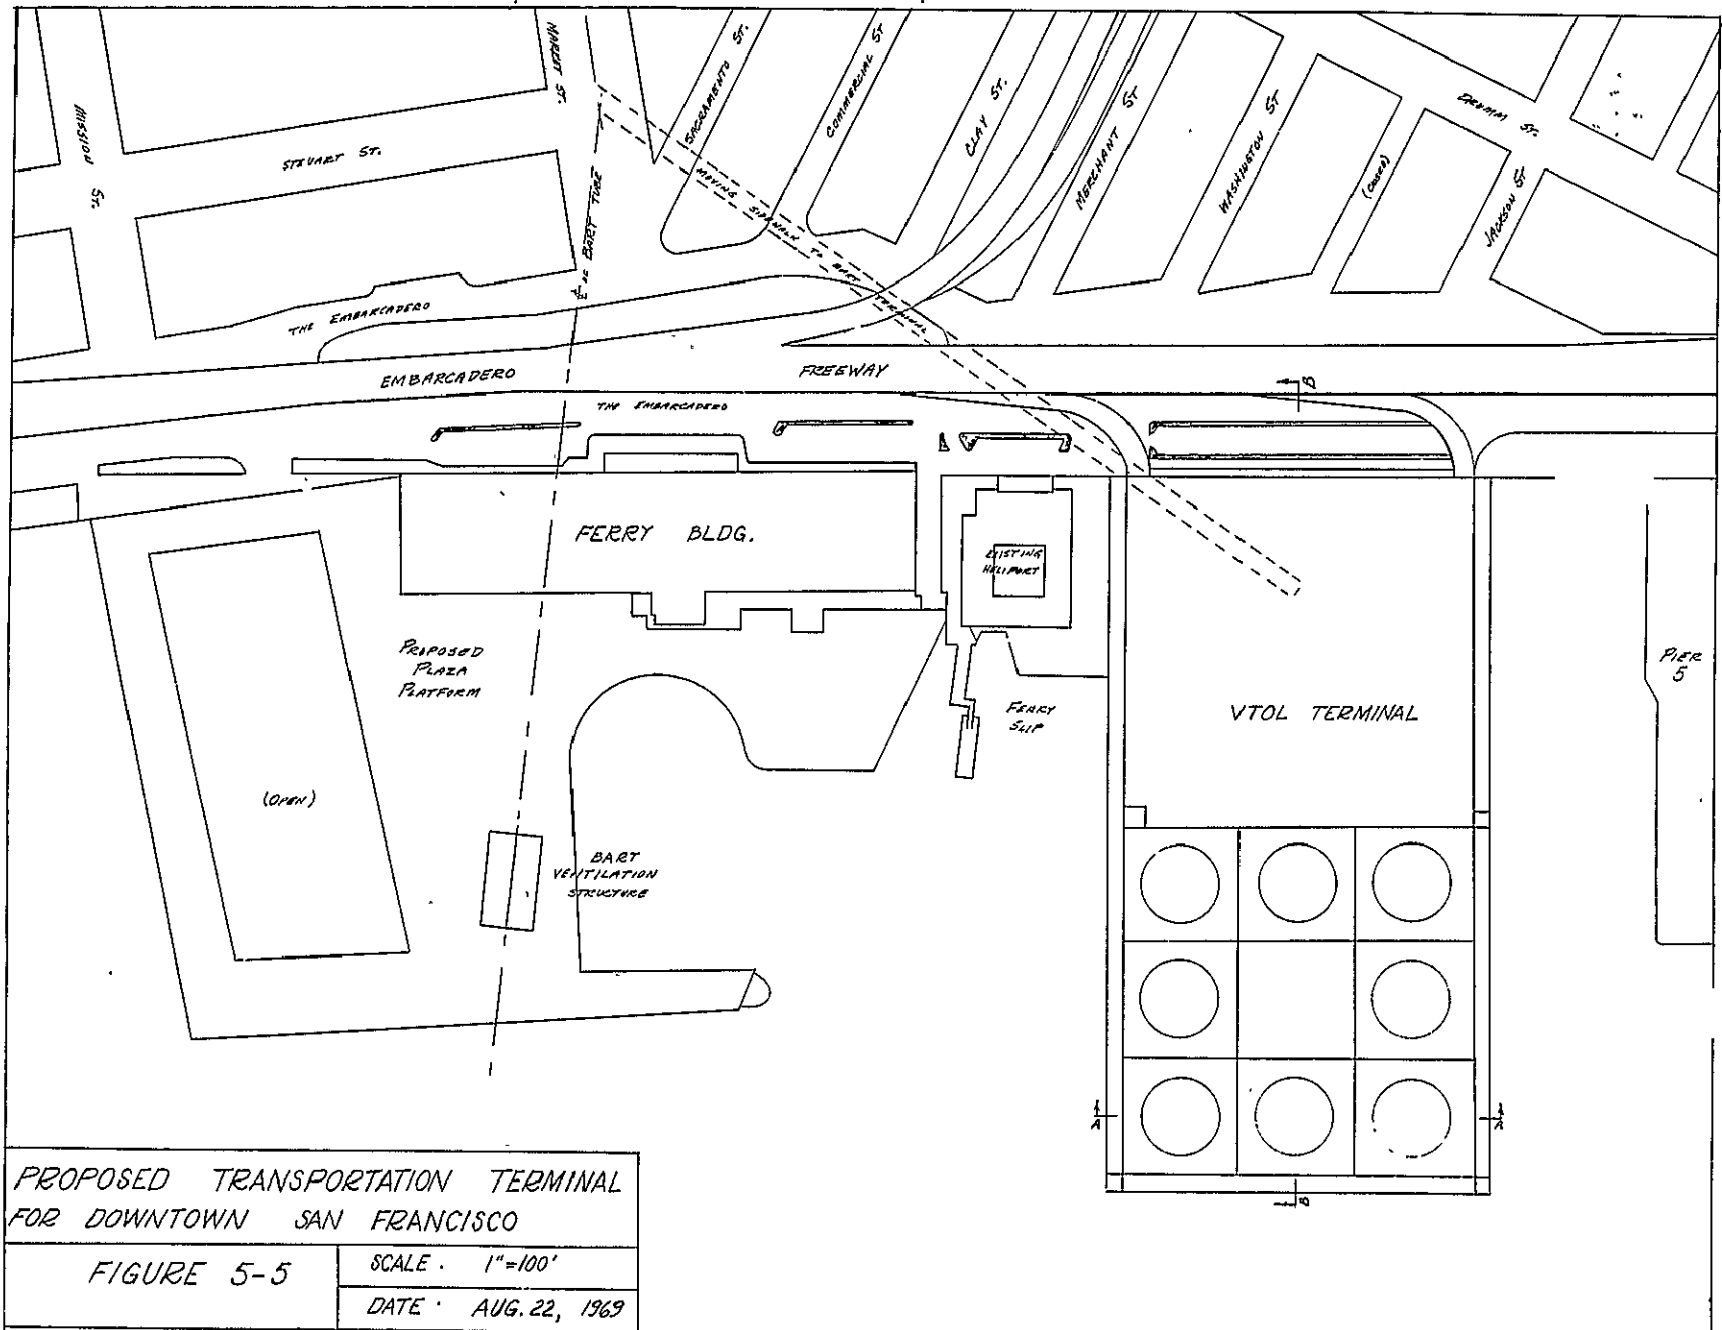 MARKET ST.
SACRAMENTO ST.
COMMERCIAL ST
CLAY ST.
MERCHANT ST
WASHINGTON ST
(CLOSED)
DRUMM ST.
JACKSON ST
MISSION ST.
STEUART ST.
℄ OF BART TUBE
MOVING SIDEWALK TO BART TERMINAL
THE EMBARCADERO
EMBARCADERO FREEWAY
B
THE EMBARCADERO
FERRY BLDG.
EXISTING
HELIPORT
PROPOSED
PLAZA
PLATFORM
FERRY
SLIP
VTOL TERMINAL
PIER
5
(OPEN)
BART
VENTILATION
STRUCTURE
A
A
B
PROPOSED TRANSPORTATION TERMINAL
FOR DOWNTOWN SAN FRANCISCO
FIGURE 5-5
SCALE . 1"=100'
DATE . AUG. 22, 1969